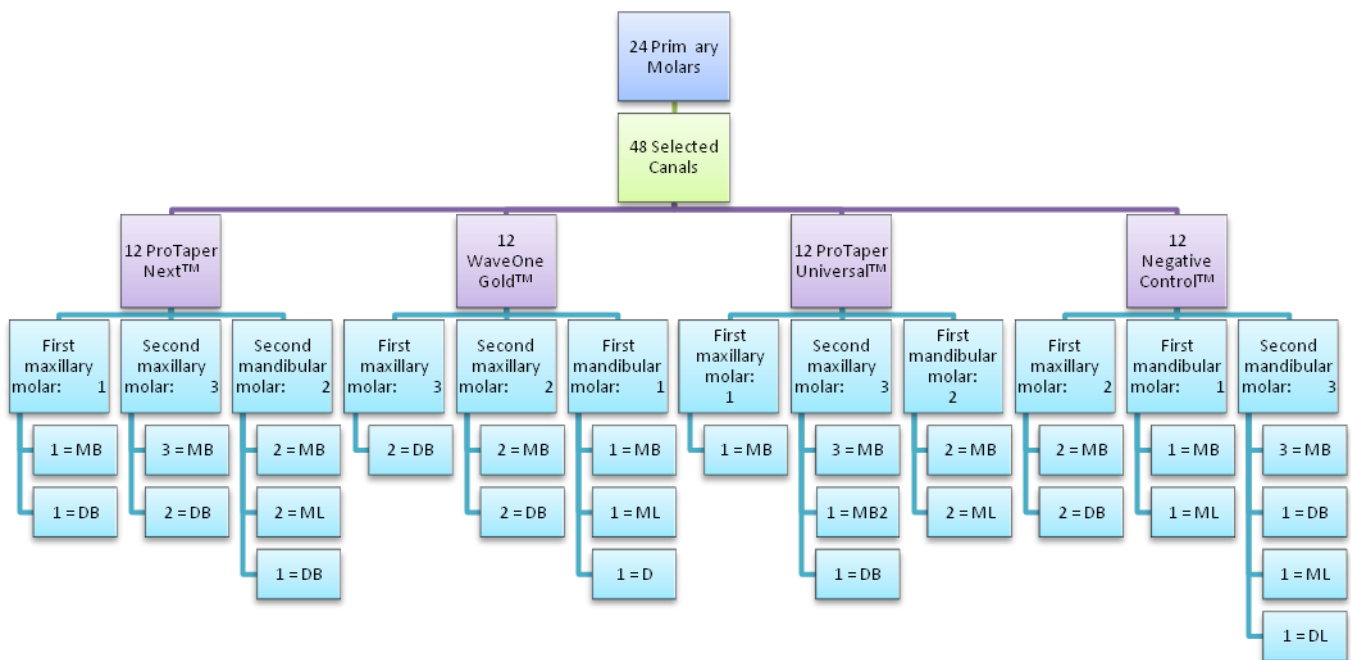 24 Prim ary
Molars
48 Selected
Canals
12 ProTaper
Next™
12
WaveOne
Gold™
12 ProTaper
Universal™
12
Negative
Control™
First
maxillary
molar: 1
Second
maxillary
molar: 3
Second
mandibular
molar: 2
First
maxillary
molar: 3
Second
maxillary
molar: 2
First
mandibular
molar: 1
First
maxillary
molar:
1
Second
maxillary
molar: 3
First
mandibular
molar:
2
First
maxillary
molar: 2
First
mandibular
molar: 1
Second
mandibular
molar: 3
1 = MB
3 = MB
2 = MB
2 = DB
2 = MB
1 = MB
1 = MB
3 = MB
2 = MB
2 = MB
1 = MB
3 = MB
1 = DB
2 = DB
2 = ML
2 = DB
1 = ML
1 = MB2
2 = ML
2 = DB
1 = ML
1 = DB
1 = DB
1 = D
1 = DB
1 = ML
1 = DL